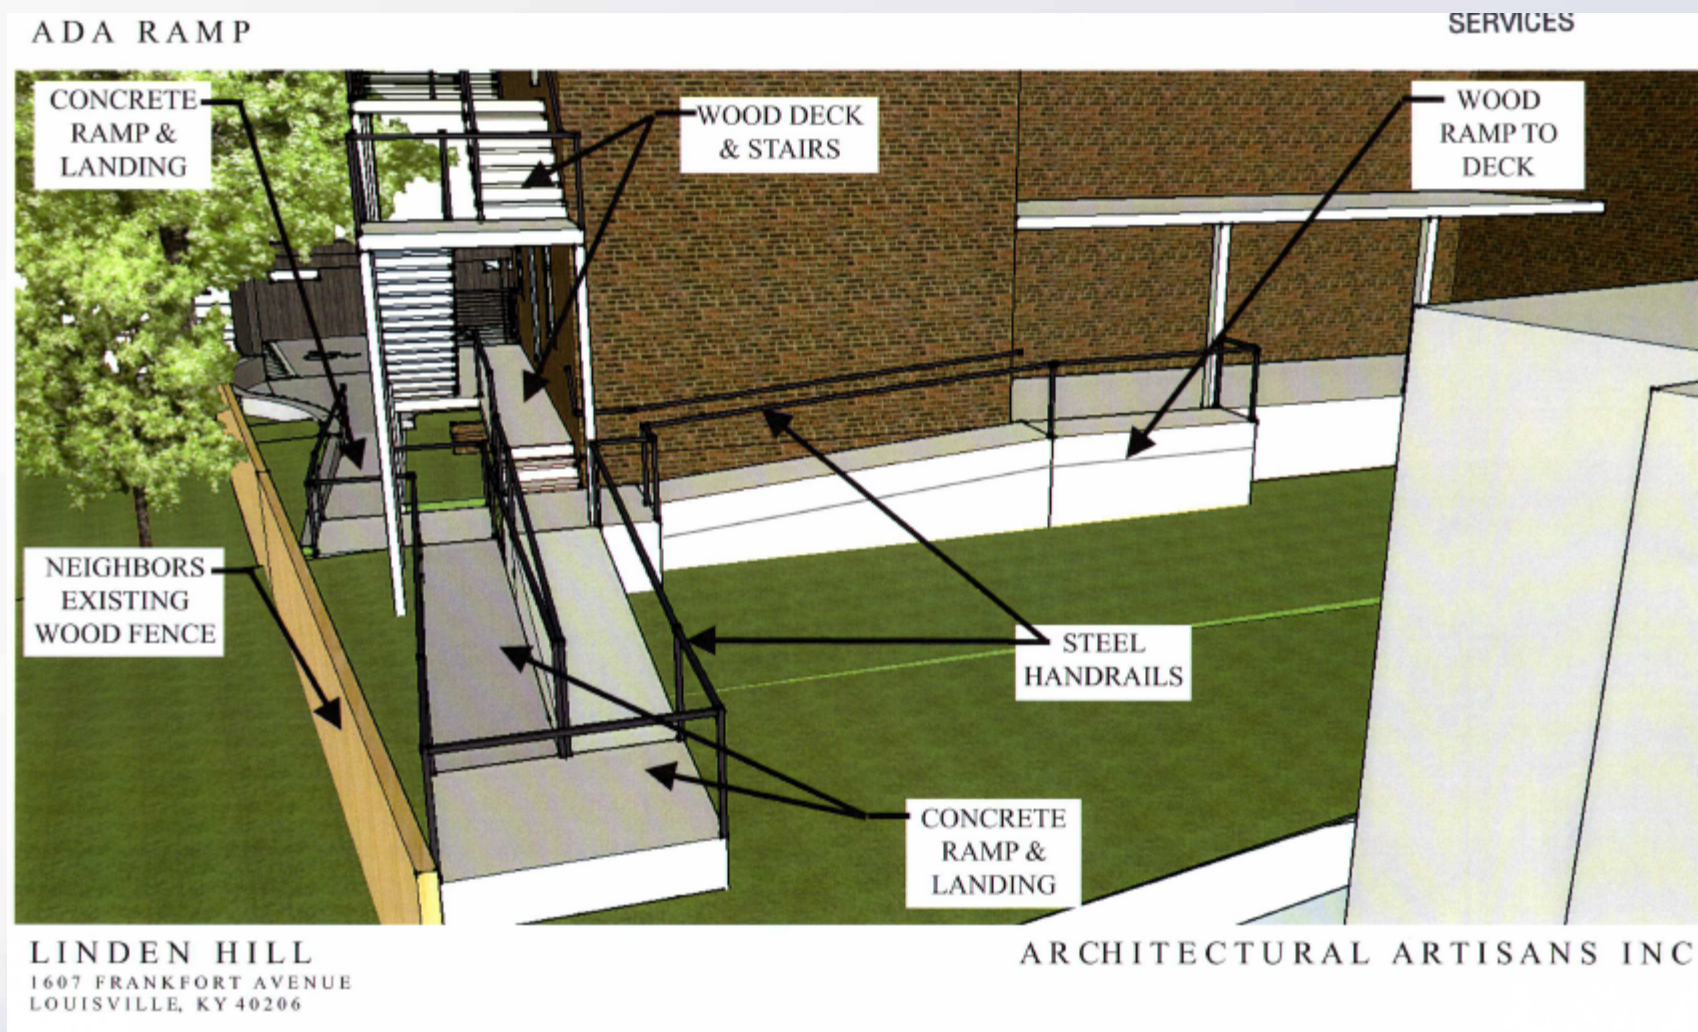 ADA RAMP
SERVICES
CONCRETE
RAMP &
LANDING
WOOD DECK
& STAIRS
WOOD
RAMP TO
DECK
NEIGHBORS
EXISTING
WOOD FENCE
STEEL
HANDRAILS
CONCRETE
RAMP &
LANDING
LINDEN HILL
1607 FRANKFORT AVENUE
LOUISVILLE, KY 40206
ARCHITECTURAL ARTISANS INC